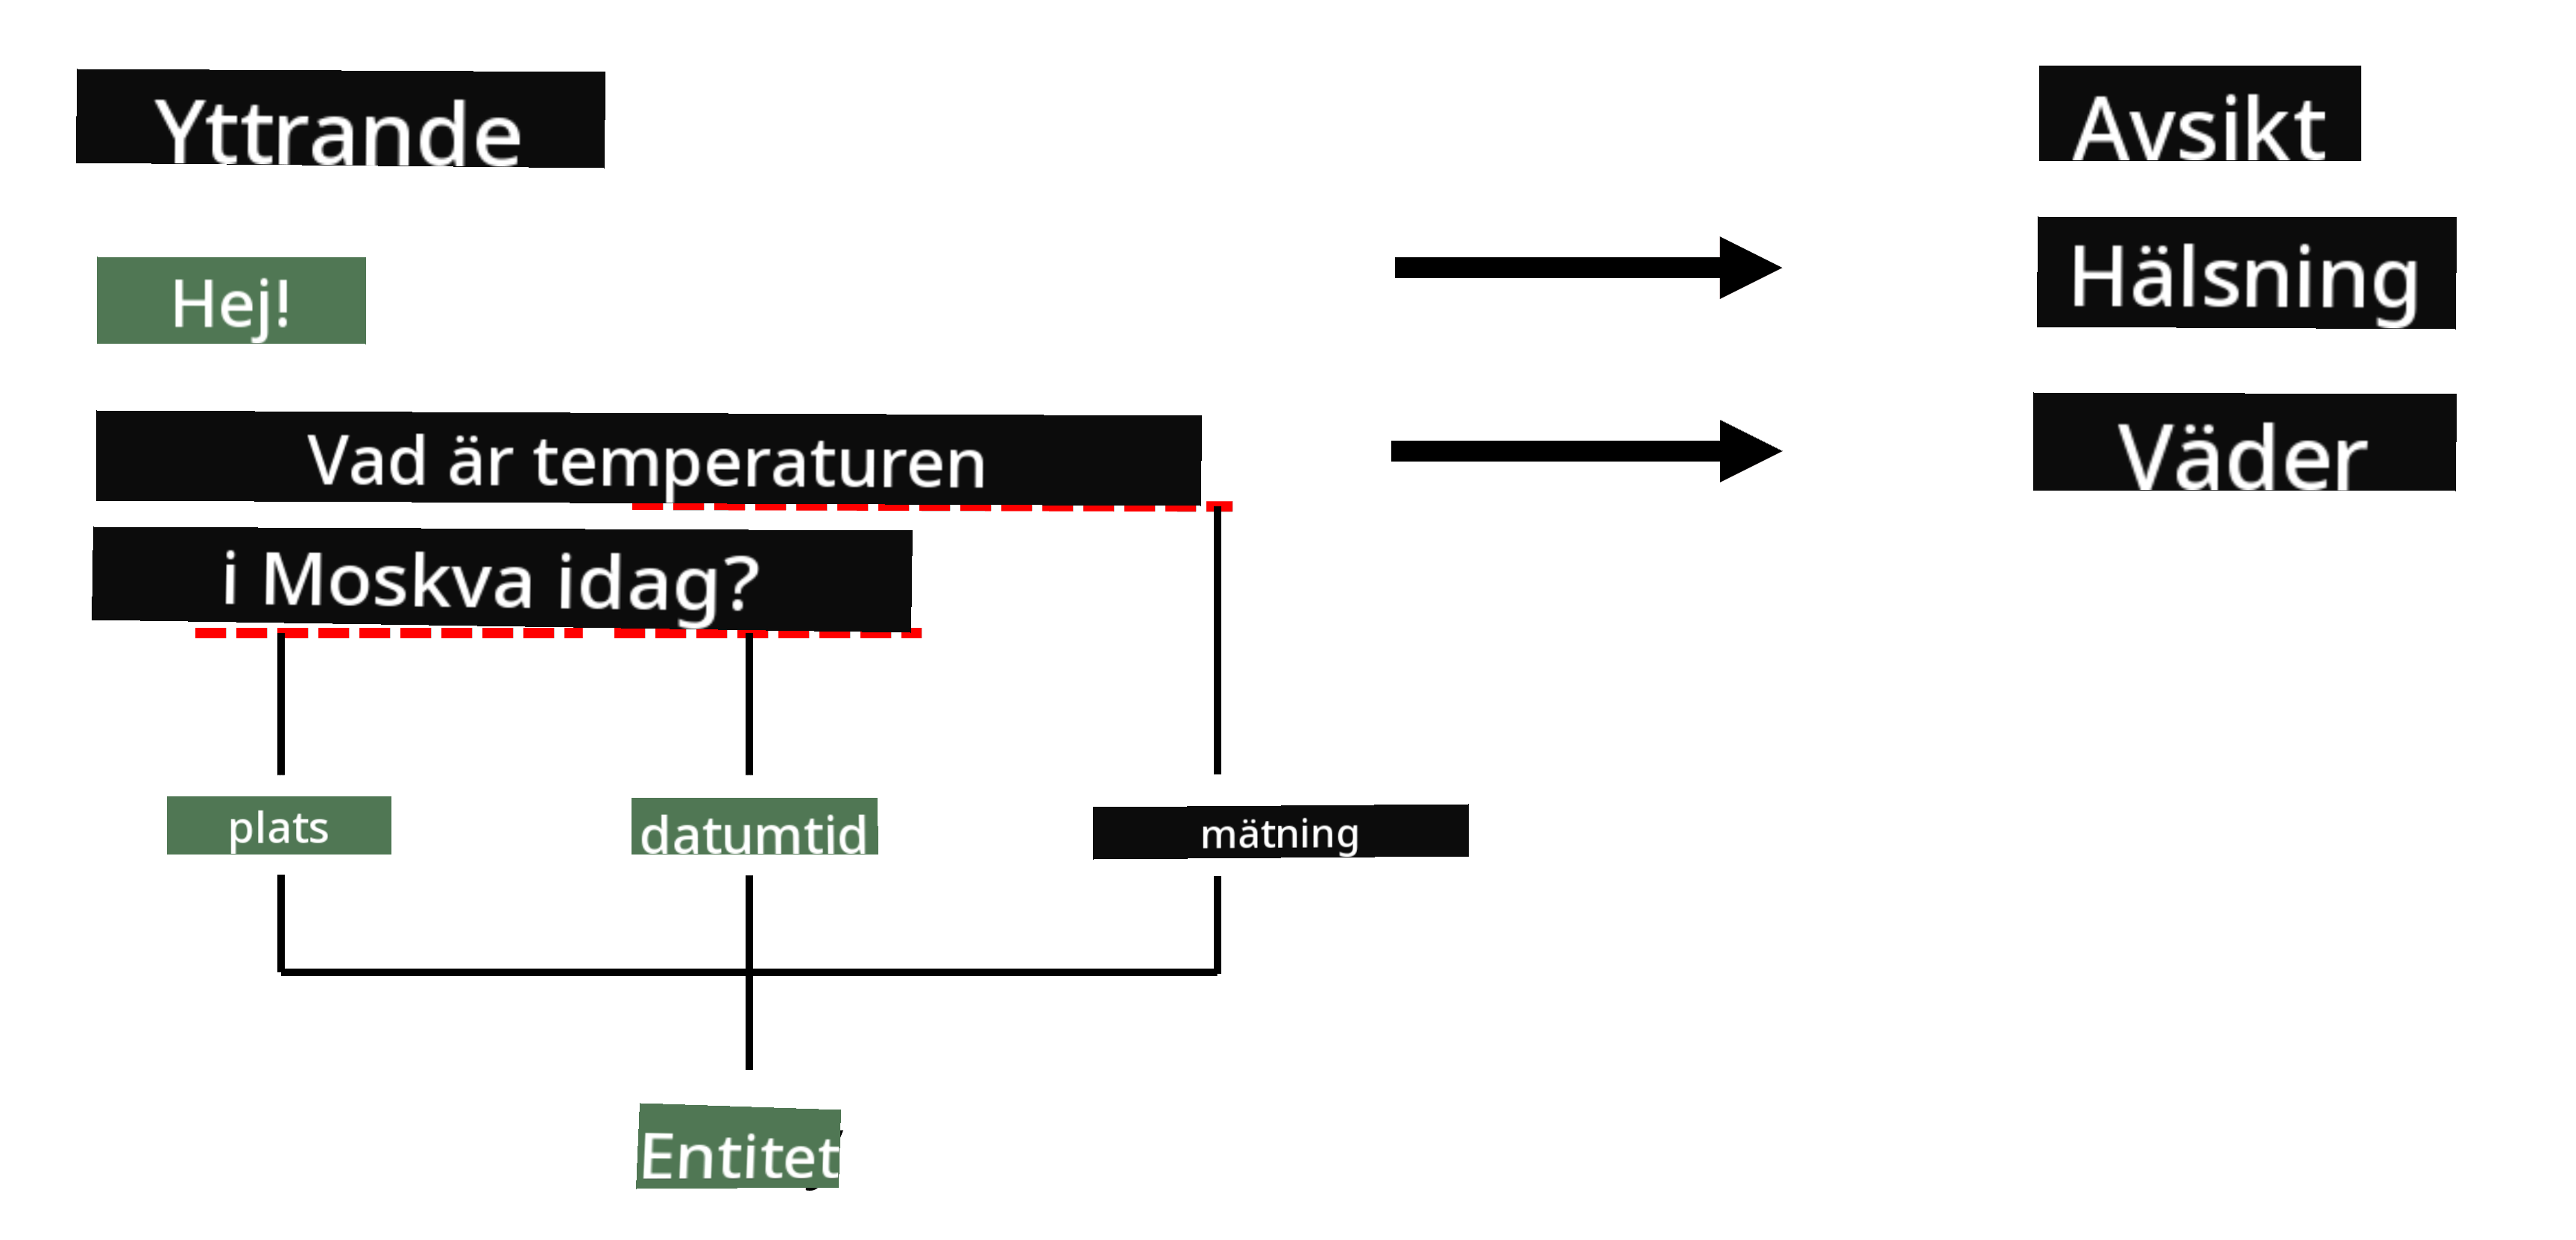 Yttrande
Avsikt
Hej!
Hälsning
Vad är temperaturen
i Moskva idag?
Väder
plats
datumtid
mätning
Entitet